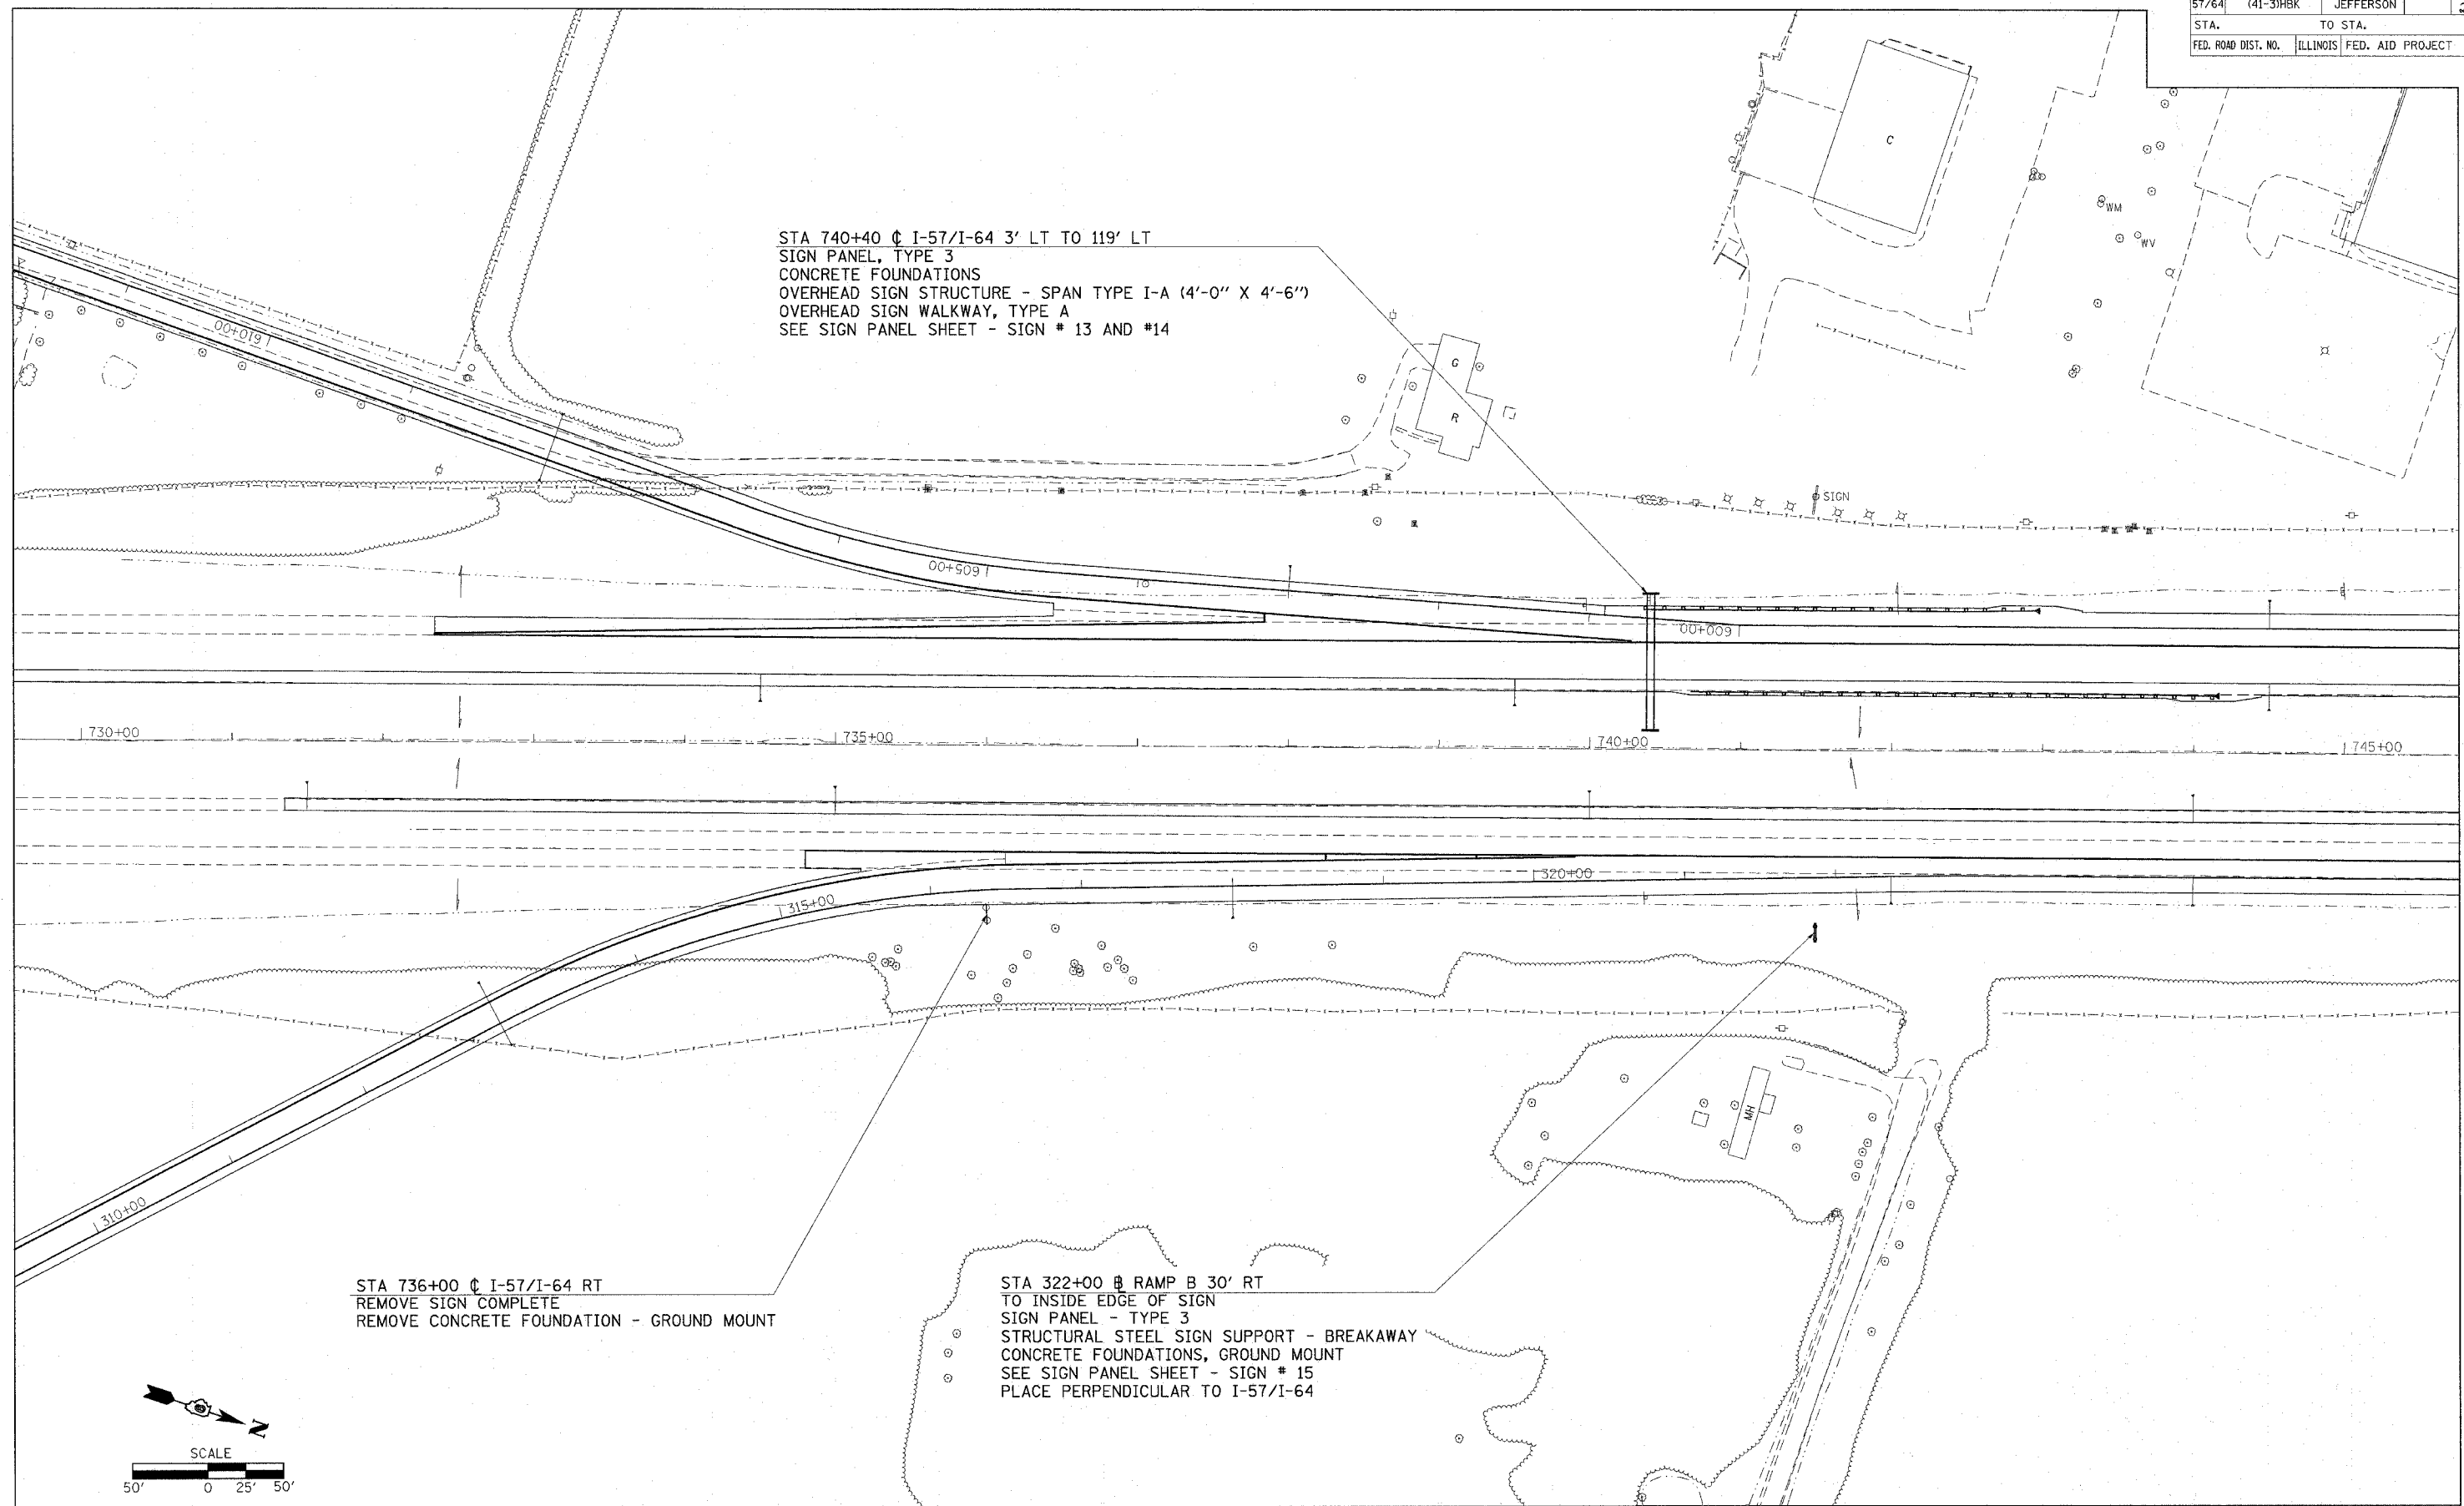 57/64 (41-3)HBK JEFFERSON
STA. TO STA.
FED. ROAD DIST. NO. ILLINOIS FED. AID PROJECT
C
WM
WV
STA 740+40 ℄ I-57/I-64 3' LT TO 119' LT
SIGN PANEL, TYPE 3
CONCRETE FOUNDATIONS
OVERHEAD SIGN STRUCTURE - SPAN TYPE I-A (4'-0" X 4'-6")
OVERHEAD SIGN WALKWAY, TYPE A
SEE SIGN PANEL SHEET - SIGN # 13 AND #14
610+00
G
R
SIGN
605+00
600+00
730+00
735+00
740+00
745+00
320+00
315+00
310+00
MH
STA 736+00 ℄ I-57/I-64 RT
REMOVE SIGN COMPLETE
REMOVE CONCRETE FOUNDATION - GROUND MOUNT
STA 322+00 B RAMP B 30' RT
TO INSIDE EDGE OF SIGN
SIGN PANEL - TYPE 3
STRUCTURAL STEEL SIGN SUPPORT - BREAKAWAY
CONCRETE FOUNDATIONS, GROUND MOUNT
SEE SIGN PANEL SHEET - SIGN # 15
PLACE PERPENDICULAR TO I-57/I-64
N
SCALE
50' 0 25' 50'